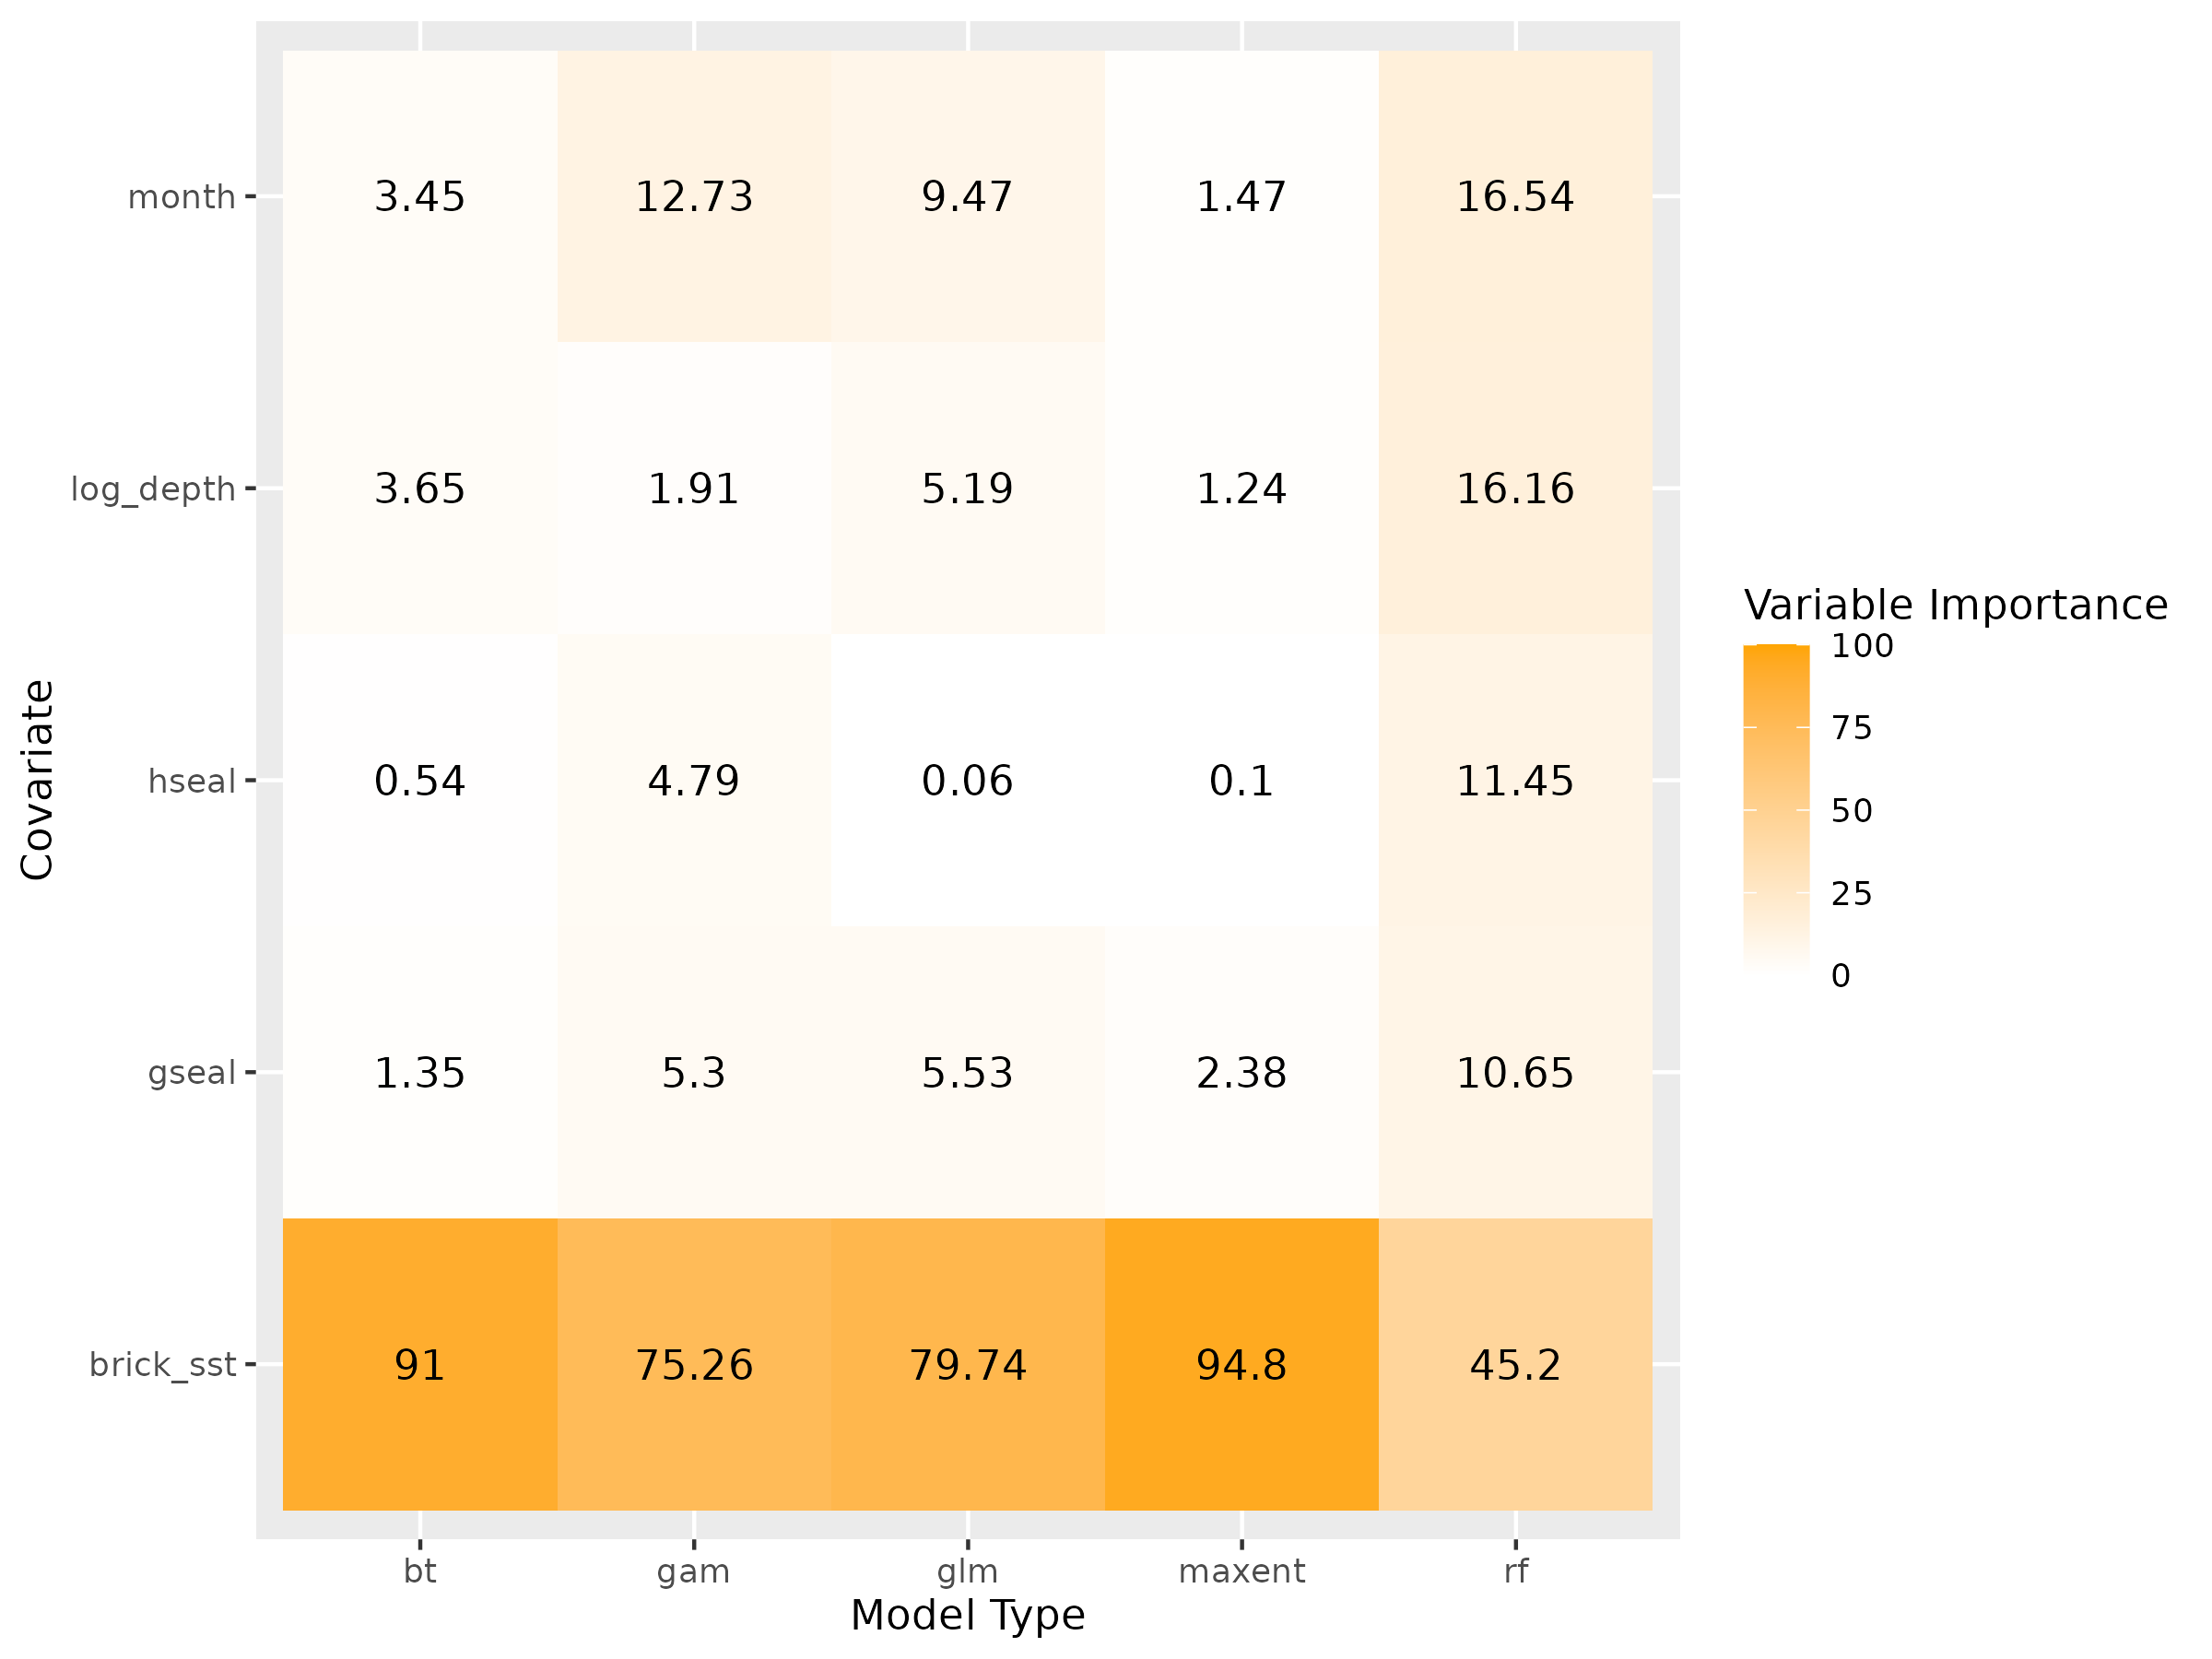 month 3.45 12.73 9.47 1.47 16.54
log_depth 3.65 1.91 5.19 1.24 16.16
hseal 0.54 4.79 0.06 0.1 11.45
gseal 1.35 5.3 5.53 2.38 10.65
brick_sst 91 75.26 79.74 94.8 45.2
bt gam glm maxent rf
Model Type
Covariate
Variable Importance
100
75
50
25
0